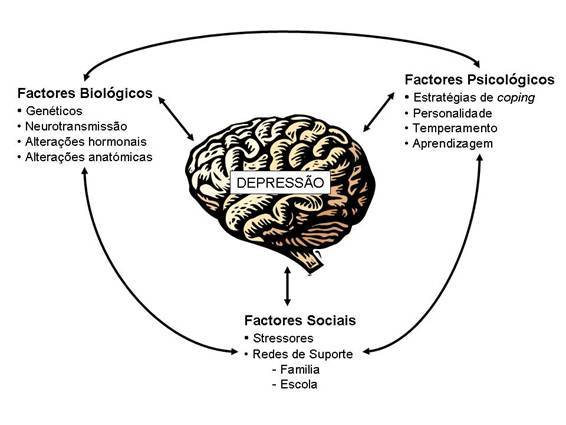 Factores Biológicos
• Genéticos
• Neurotransmissão
• Alterações hormonais
• Alterações anatómicas
Factores Psicológicos
• Estratégias de coping
• Personalidade
• Temperamento
• Aprendizagem
DEPRESSÃO
Factores Sociais
• Stressores
• Redes de Suporte
- Familia
- Escola